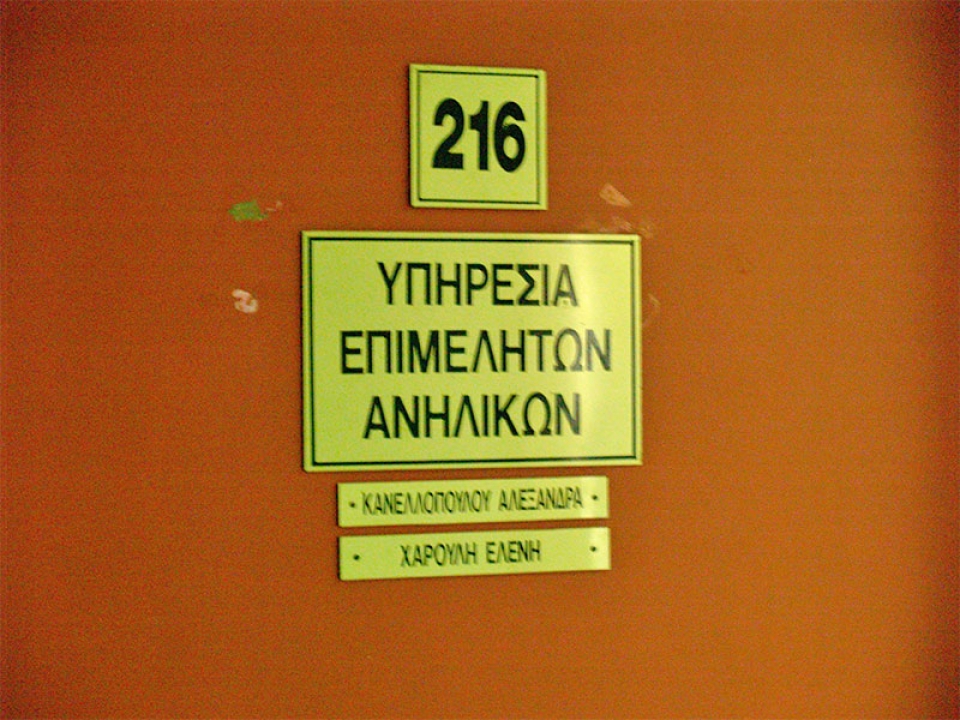 216
ΥΠΗΡΕΣΙΑ
ΕΠΙΜΕΛΗΤΩΝ
ΑΝΗΛΙΚΩΝ
• ΚΑΝΕΛΛΟΠΟΥΛΟΥ ΑΛΕΞΑΝΔΡΑ •
• ΧΑΡΟΥΛΗ ΕΛΕΝΗ •